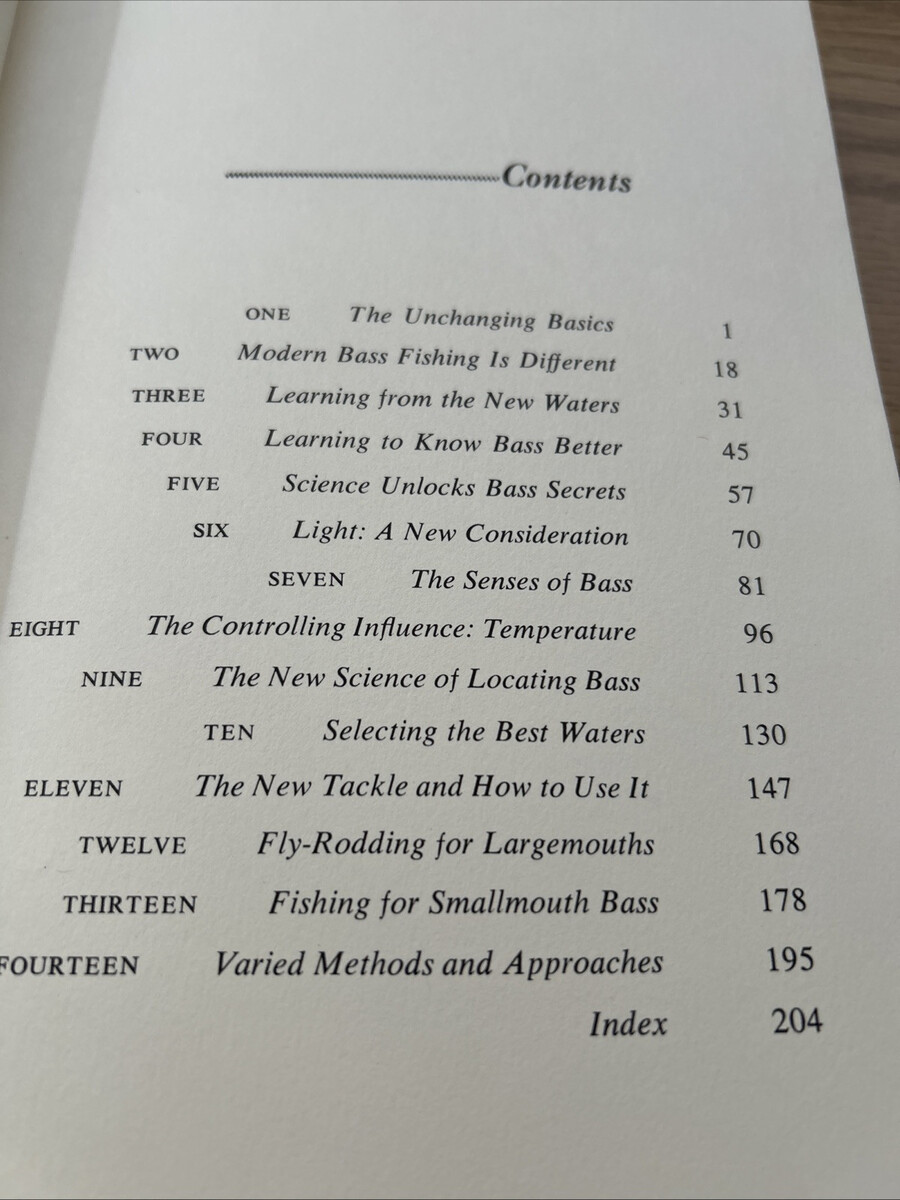 Contents
ONE The Unchanging Basics 1
TWO Modern Bass Fishing Is Different 18
THREE Learning from the New Waters 31
FOUR Learning to Know Bass Better 45
FIVE Science Unlocks Bass Secrets 57
SIX Light: A New Consideration 70
SEVEN The Senses of Bass 81
EIGHT The Controlling Influence: Temperature 96
NINE The New Science of Locating Bass 113
TEN Selecting the Best Waters 130
ELEVEN The New Tackle and How to Use It 147
TWELVE Fly-Rodding for Largemouths 168
THIRTEEN Fishing for Smallmouth Bass 178
FOURTEEN Varied Methods and Approaches 195
Index 204